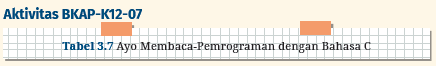 Aktivitas BKAP-K12-07
Tabel 3.7 Ayo Membaca-Pemrograman dengan Bahasa C